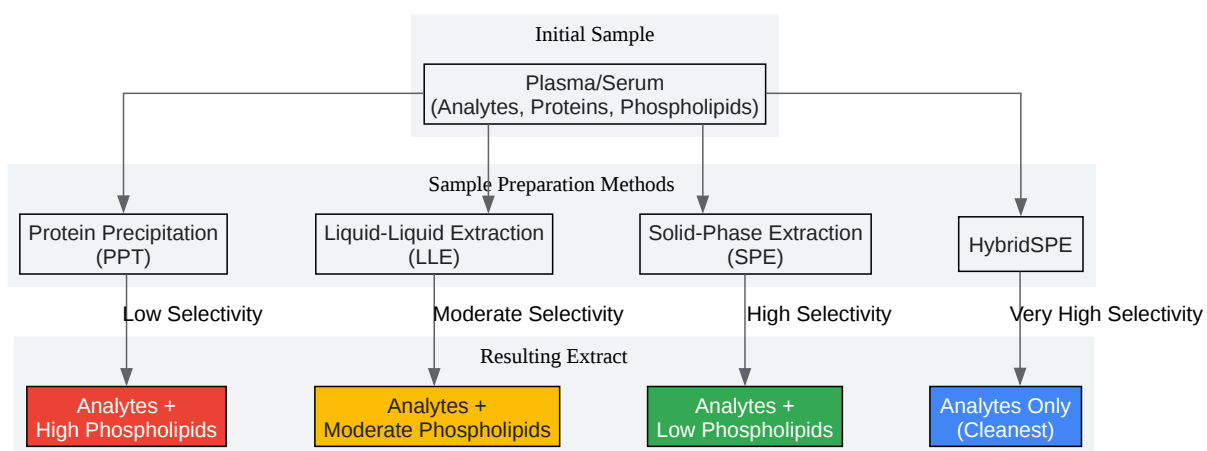 Initial Sample
Plasma/Serum
(Analytes, Proteins, Phospholipids)
Sample Preparation Methods
Protein Precipitation
(PPT)
Liquid-Liquid Extraction
(LLE)
Solid-Phase Extraction
(SPE)
HybridSPE
Low Selectivity
Moderate Selectivity
High Selectivity
Very High Selectivity
Resulting Extract
Analytes +
High Phospholipids
Analytes +
Moderate Phospholipids
Analytes +
Low Phospholipids
Analytes Only
(Cleanest)